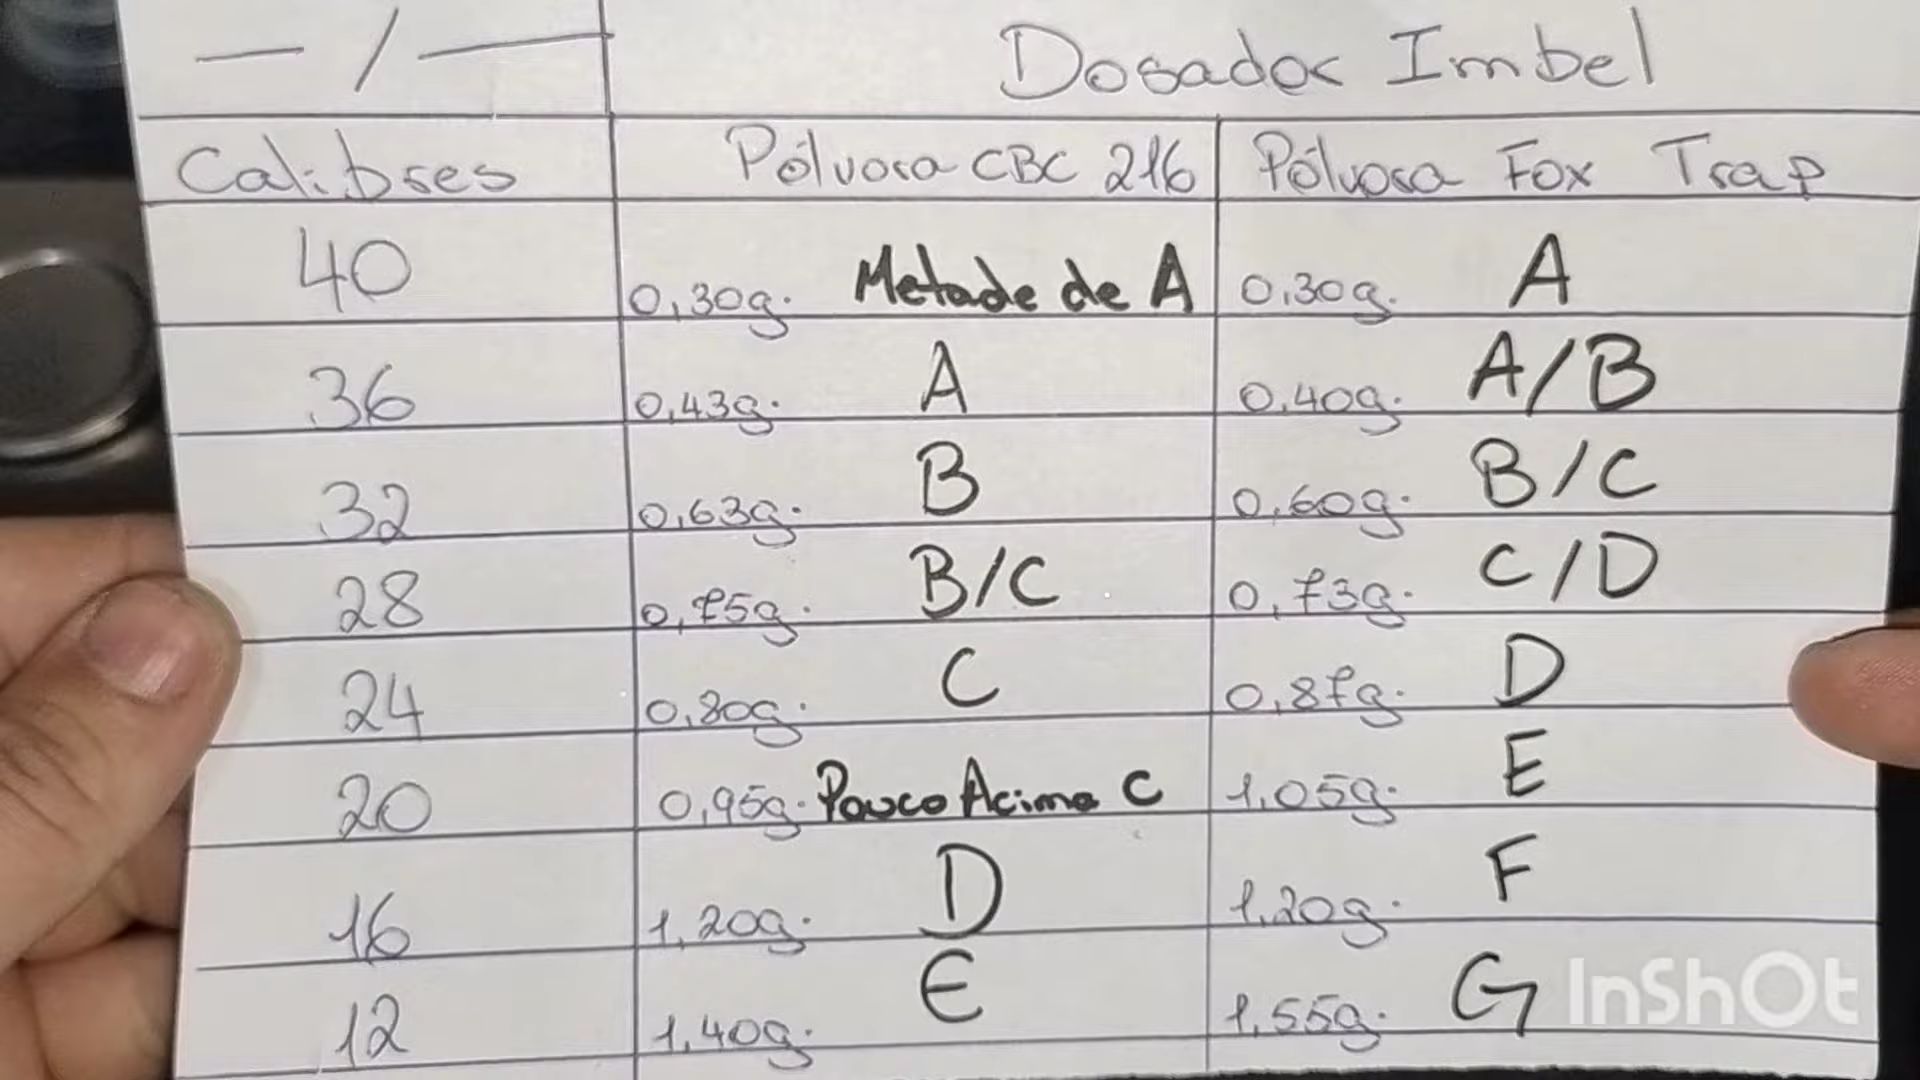 — / — Dosador Imbel
Calibres Pólvora CBC 216 Pólvora Fox Trap
40 0,30g. Metade de A 0,30g. A
36 0,43g. A 0,40g. A/B
32 0,63g. B 0,60g. B/C
28 0,75g. B/C 0,73g. C/D
24 0,80g. C 0,87g. D
20 0,95g. Pouco Acima C 1,05g. E
16 1,20g. D 1,20g. F
12 1,40g. E 1,55g. G
InShOt